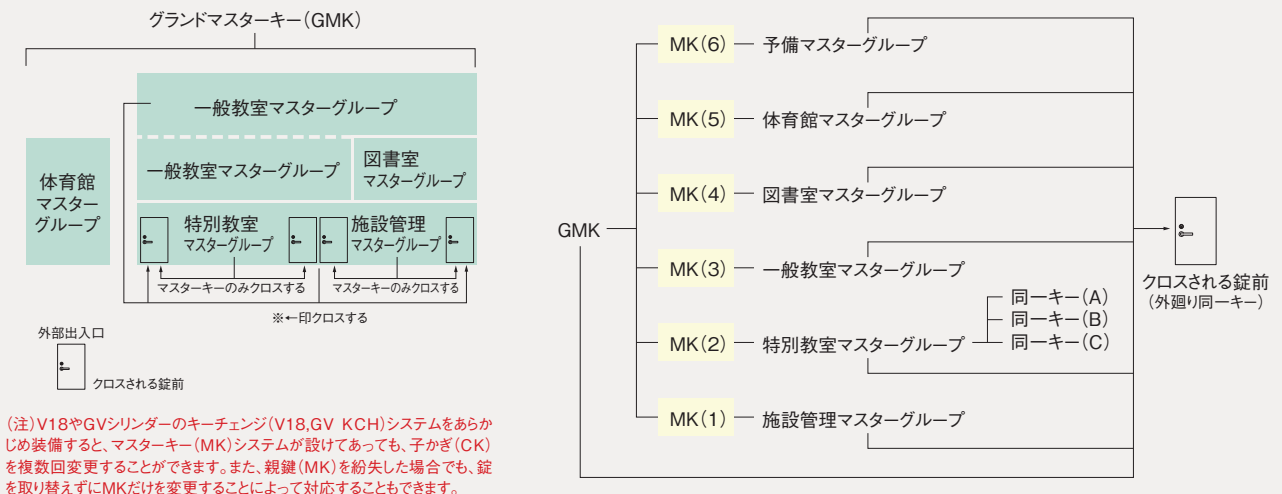 グランドマスターキー(GMK)
一般教室マスターグループ
一般教室マスターグループ
図書室
マスターグループ
体育館
マスター
グループ
特別教室
マスターグループ
施設管理
マスターグループ
マスターキーのみクロスする
マスターキーのみクロスする
※←印クロスする
外部出入口
クロスされる錠前
(注)V18やGVシリンダーのキーチェンジ(V18,GV KCH)システムをあらか
じめ装備すると、マスターキー(MK)システムが設けてあっても、子かぎ(CK)
を複数回変更することができます。また、親鍵(MK)を紛失した場合でも、錠
を取り替えずにMKだけを変更することによって対応することもできます。
GMK
MK(6) 予備マスターグループ
MK(5) 体育館マスターグループ
MK(4) 図書室マスターグループ
MK(3) 一般教室マスターグループ
MK(2) 特別教室マスターグループ
同一キー(A)
同一キー(B)
同一キー(C)
MK(1) 施設管理マスターグループ
クロスされる錠前
(外廻り同一キー)